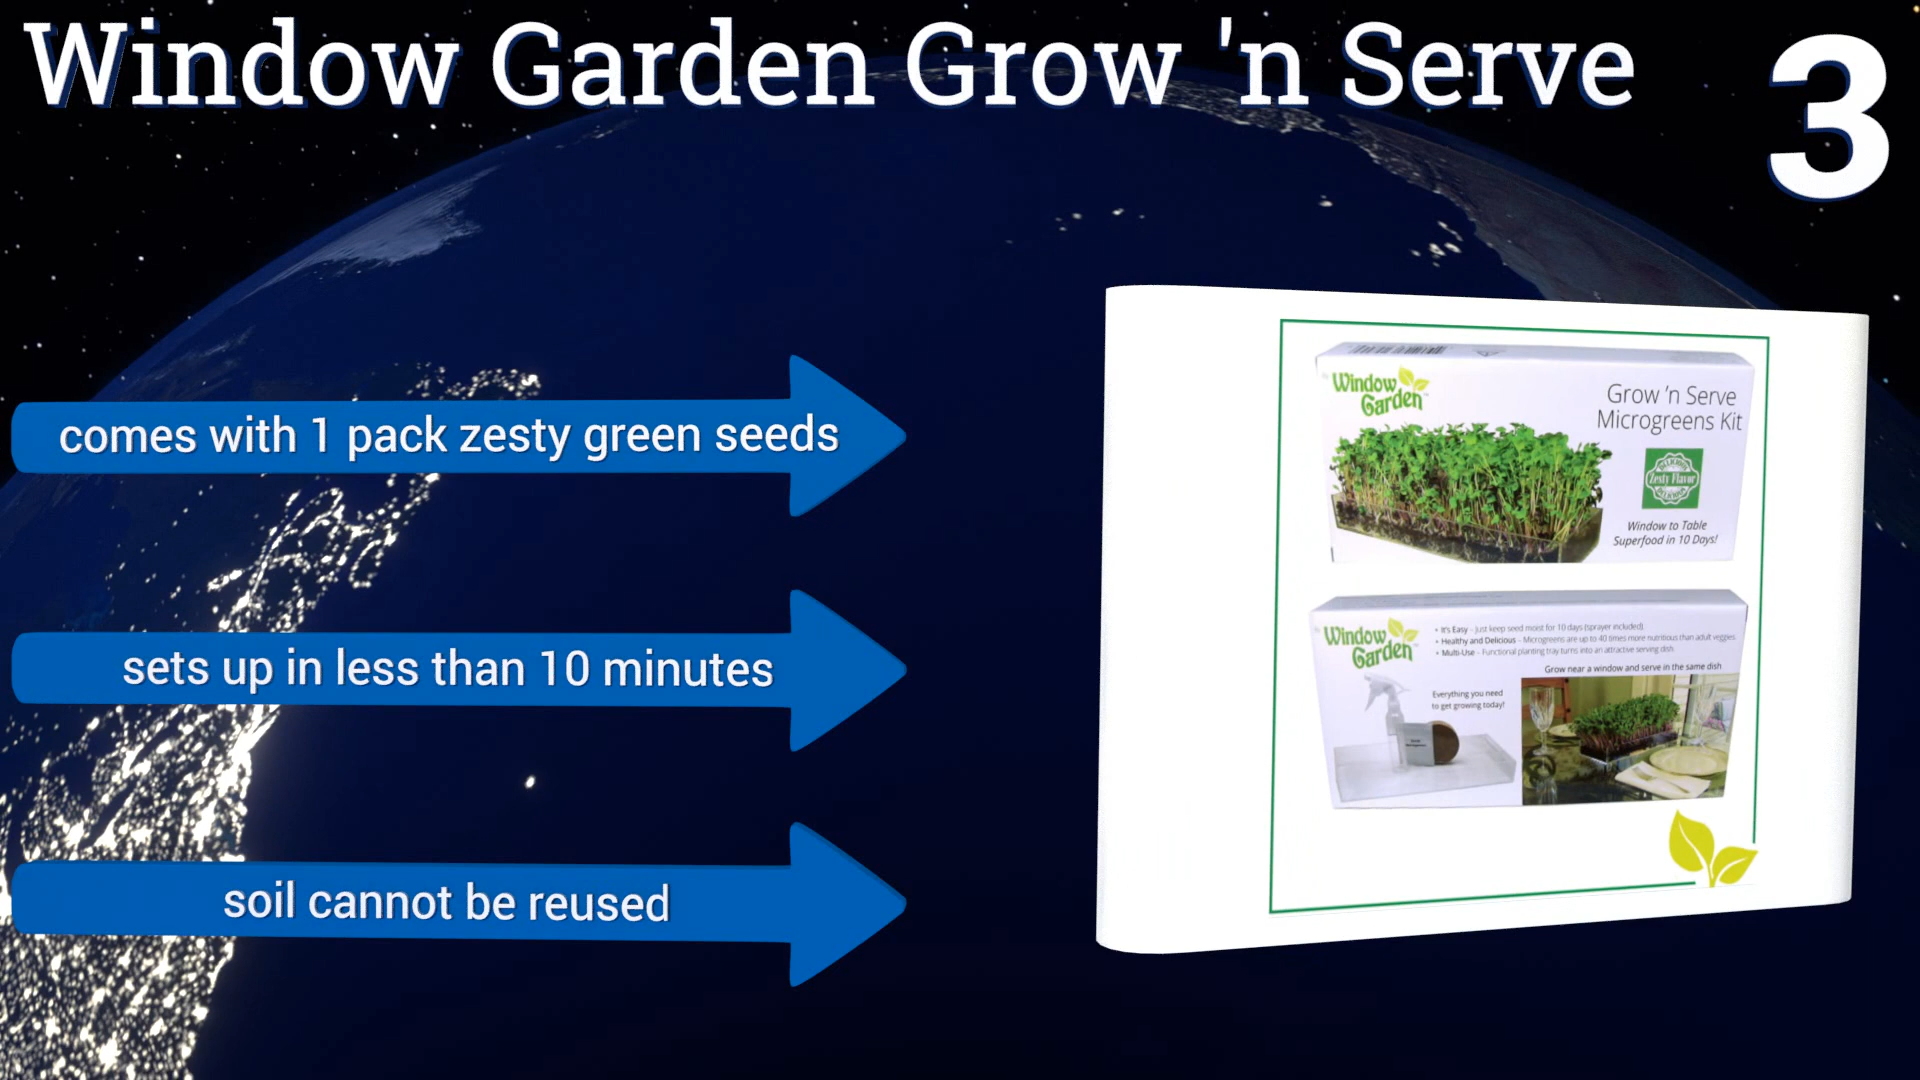 Window Garden Grow 'n Serve
3
comes with 1 pack zesty green seeds
sets up in less than 10 minutes
soil cannot be reused
Window
Garden
Grow 'n Serve
Microgreens Kit
Zesty Flavor
Window to Table
Superfood in 10 Days!
Window
Garden
• It's Easy - Just keep seed moist for 10 days (sprayer included).
• Healthy and Delicious - Microgreens are up to 40 times more nutritious than adult veggies.
• Multi-Use - Functional planting tray turns into an attractive serving dish.
Grow near a window and serve in the same dish
Everything you need
to get growing today!